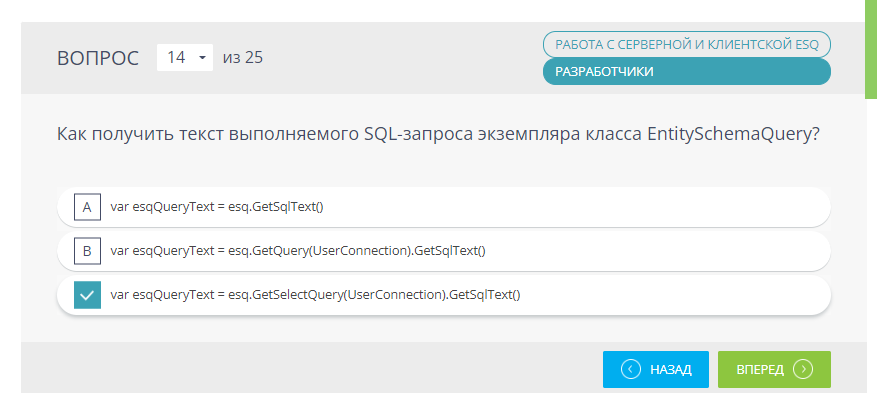 ВОПРОС 14 из 25
РАБОТА С СЕРВЕРНОЙ И КЛИЕНТСКОЙ ESQ
РАЗРАБОТЧИКИ
Как получить текст выполняемого SQL-запроса экземпляра класса EntitySchemaQuery?
A var esqQueryText = esq.GetSqlText()
B var esqQueryText = esq.GetQuery(UserConnection).GetSqlText()
var esqQueryText = esq.GetSelectQuery(UserConnection).GetSqlText()
НАЗАД ВПЕРЕД